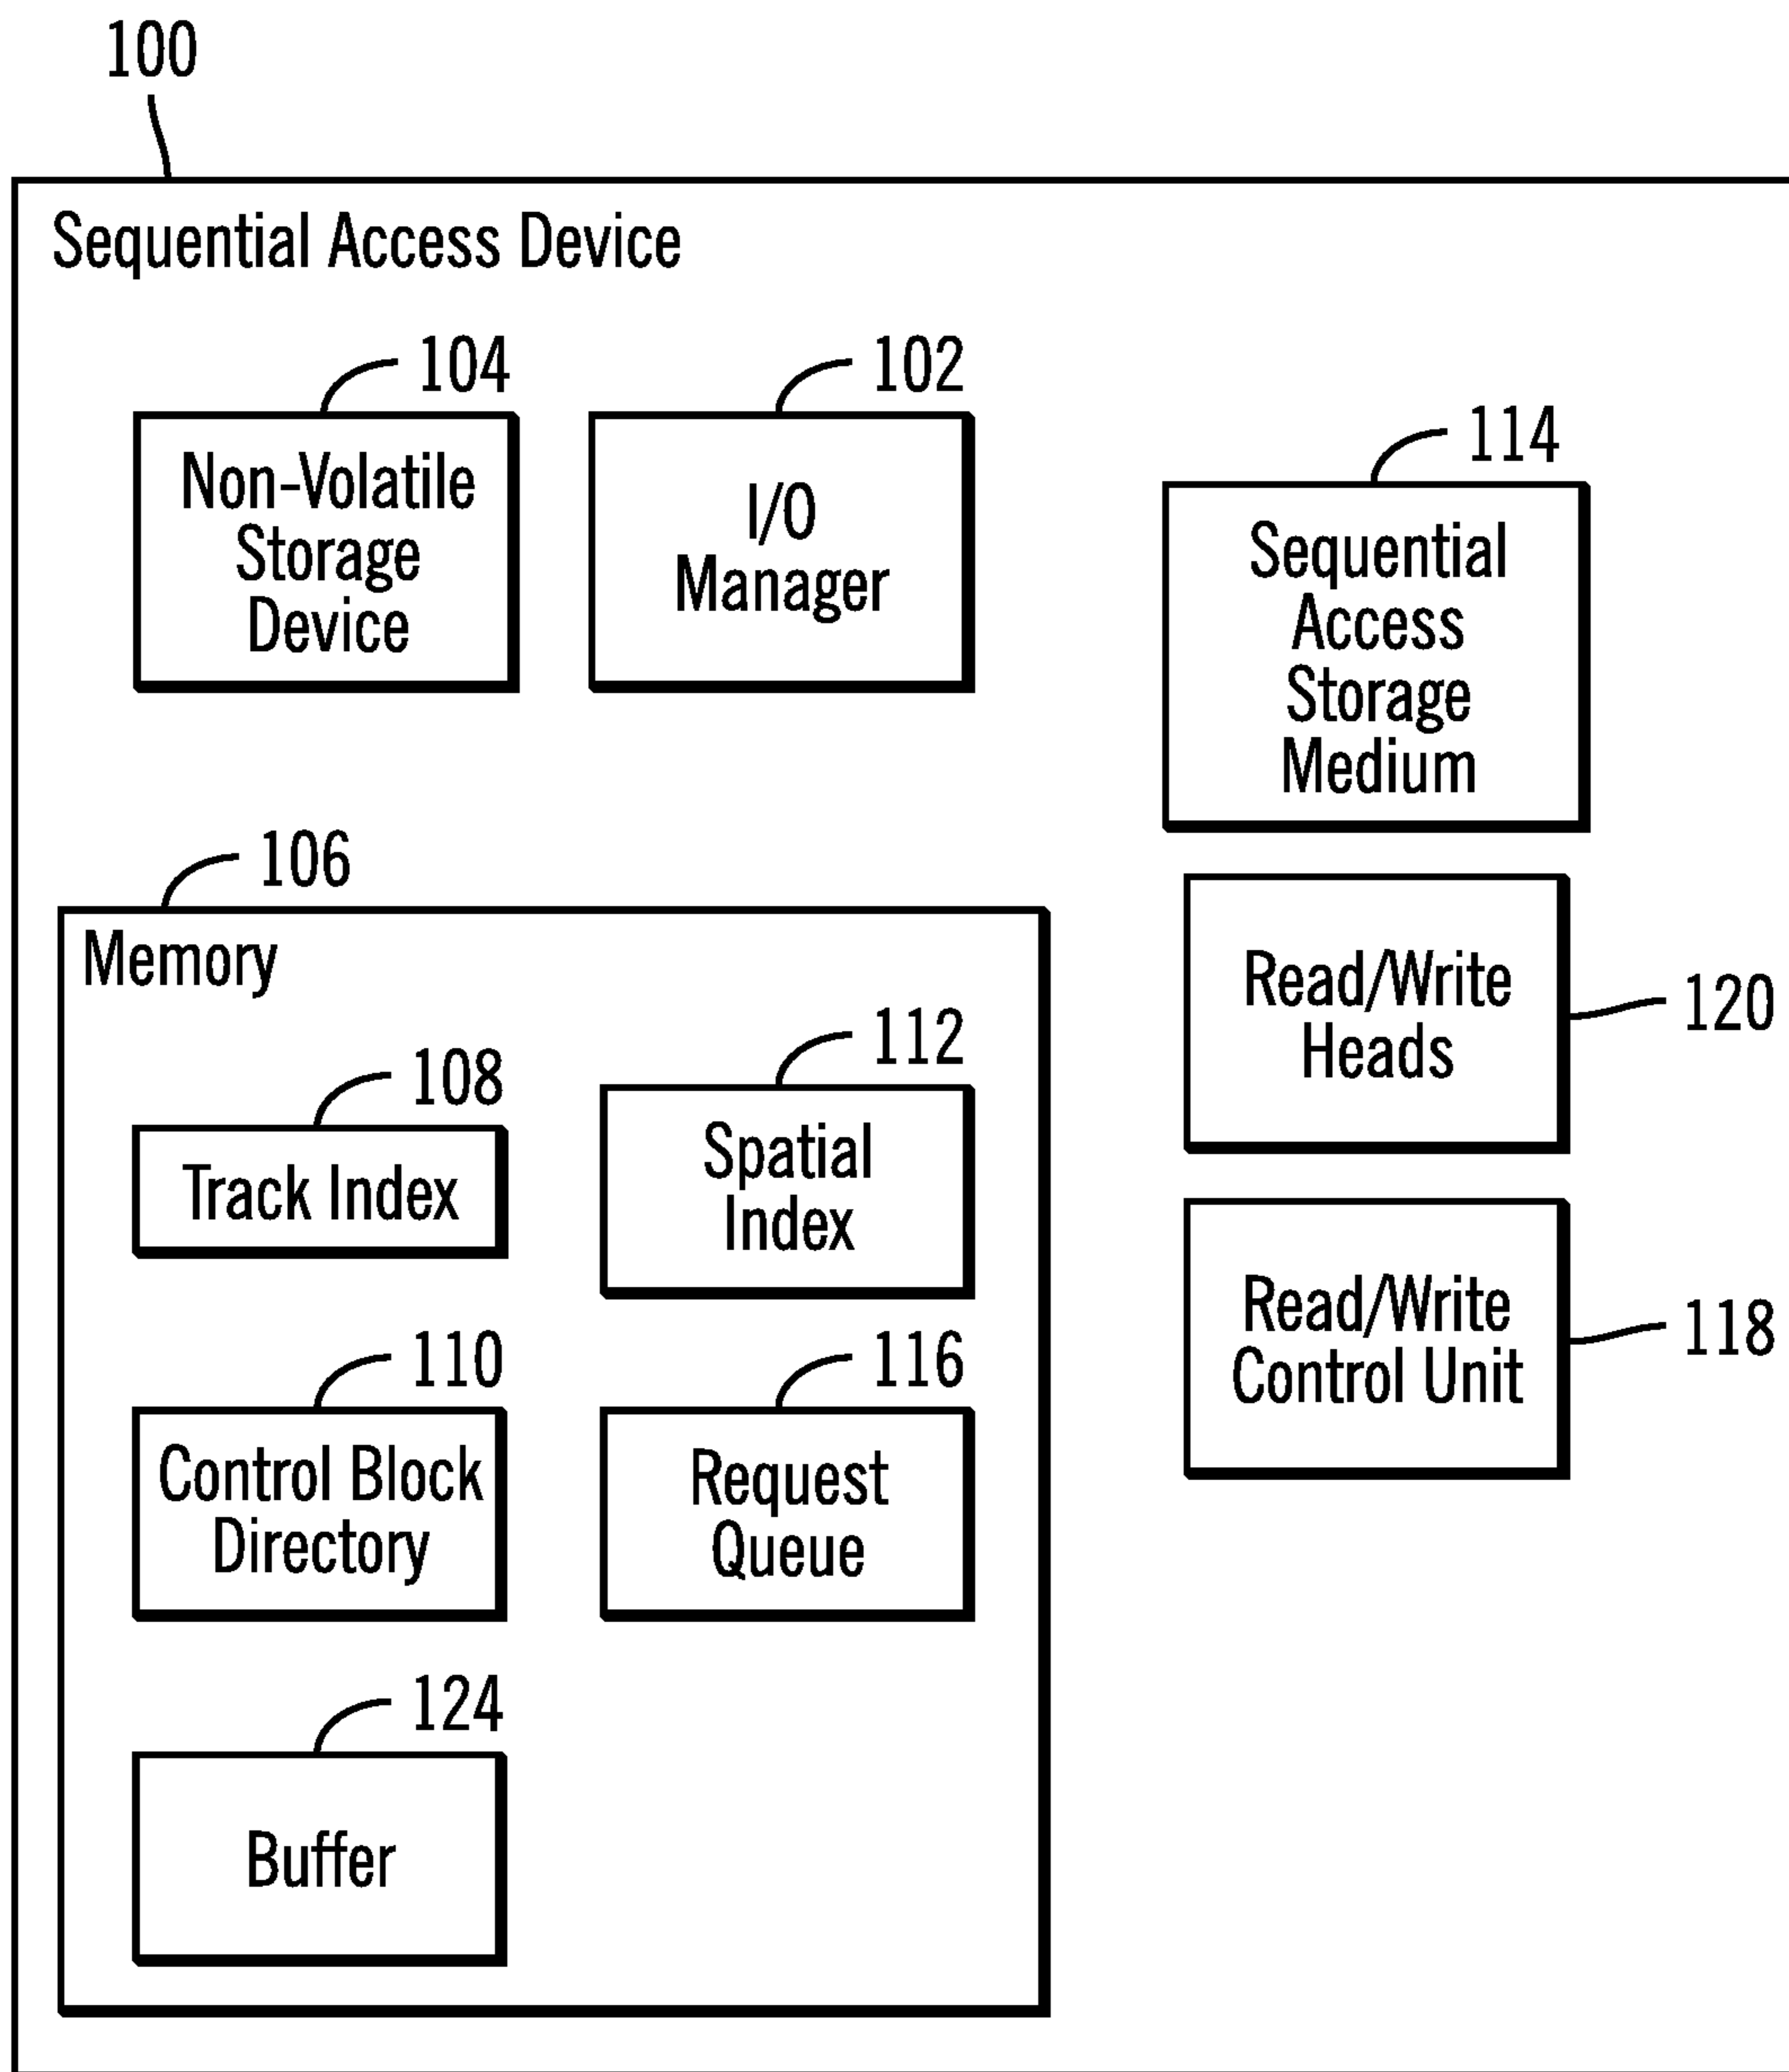 100
Sequential Access Device
104
102
Non-Volatile
Storage
Device
I/O
Manager
114
Sequential
Access
Storage
Medium
106
Memory
120
Read/Write
Heads
108
Track Index
112
Spatial
Index
118
Read/Write
Control Unit
110
Control Block
Directory
116
Request
Queue
124
Buffer